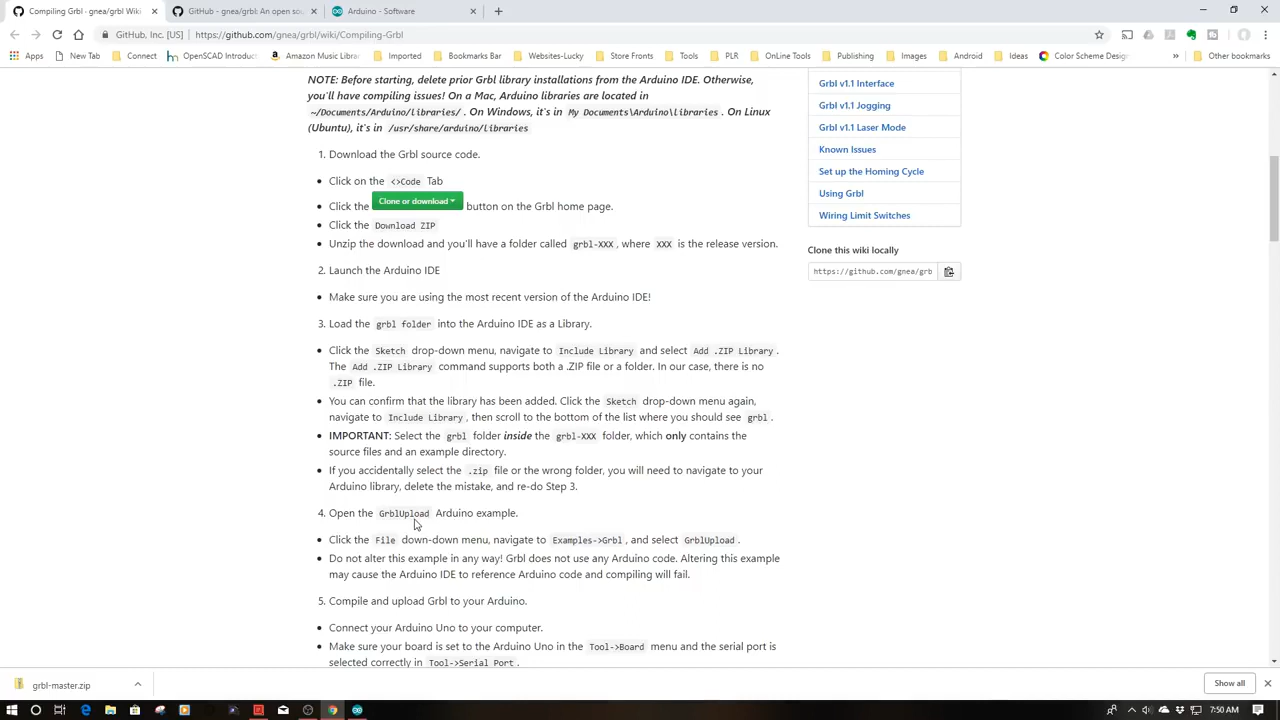 Compiling Grbl - gnea/grbl Wiki
GitHub - gnea/grbl: An open sou
Arduino - Software
GitHub, Inc. [US]
https://github.com/gnea/grbl/wiki/Compiling-Grbl
Apps
New Tab
Connect
OpenSCAD Introduct
Amazon Music Librar
Imported
Bookmarks Bar
Websites-Lucky
Store Fronts
Tools
PLR
OnLine Tools
Publishing
Images
Android
Ideas
Color Scheme Design
Other bookmarks
NOTE: Before starting, delete prior Grbl library installations from the Arduino IDE. Otherwise,
you'll have compiling issues! On a Mac, Arduino libraries are located in
~/Documents/Arduino/libraries/ . On Windows, it's in My Documents\Arduino\libraries . On Linux
(Ubuntu), it's in /usr/share/arduino/libraries
1. Download the Grbl source code.
• Click on the <>Code Tab
• Click the Clone or download button on the Grbl home page.
• Click the Download ZIP
• Unzip the download and you'll have a folder called grbl-XXX , where XXX is the release version.
2. Launch the Arduino IDE
• Make sure you are using the most recent version of the Arduino IDE!
3. Load the grbl folder into the Arduino IDE as a Library.
• Click the Sketch drop-down menu, navigate to Include Library and select Add .ZIP Library .
The Add .ZIP Library command supports both a .ZIP file or a folder. In our case, there is no
.ZIP file.
• You can confirm that the library has been added. Click the Sketch drop-down menu again,
navigate to Include Library , then scroll to the bottom of the list where you should see grbl .
• IMPORTANT: Select the grbl folder inside the grbl-XXX folder, which only contains the
source files and an example directory.
• If you accidentally select the .zip file or the wrong folder, you will need to navigate to your
Arduino library, delete the mistake, and re-do Step 3.
4. Open the GrblUpload Arduino example.
• Click the File down-down menu, navigate to Examples->Grbl , and select GrblUpload .
• Do not alter this example in any way! Grbl does not use any Arduino code. Altering this example
may cause the Arduino IDE to reference Arduino code and compiling will fail.
5. Compile and upload Grbl to your Arduino.
• Connect your Arduino Uno to your computer.
• Make sure your board is set to the Arduino Uno in the Tool->Board menu and the serial port is
selected correctly in Tool->Serial Port .
Grbl v1.1 Interface
Grbl v1.1 Jogging
Grbl v1.1 Laser Mode
Known Issues
Set up the Homing Cycle
Using Grbl
Wiring Limit Switches
Clone this wiki locally
https://github.com/gnea/grb
grbl-master.zip
Show all
7:50 AM